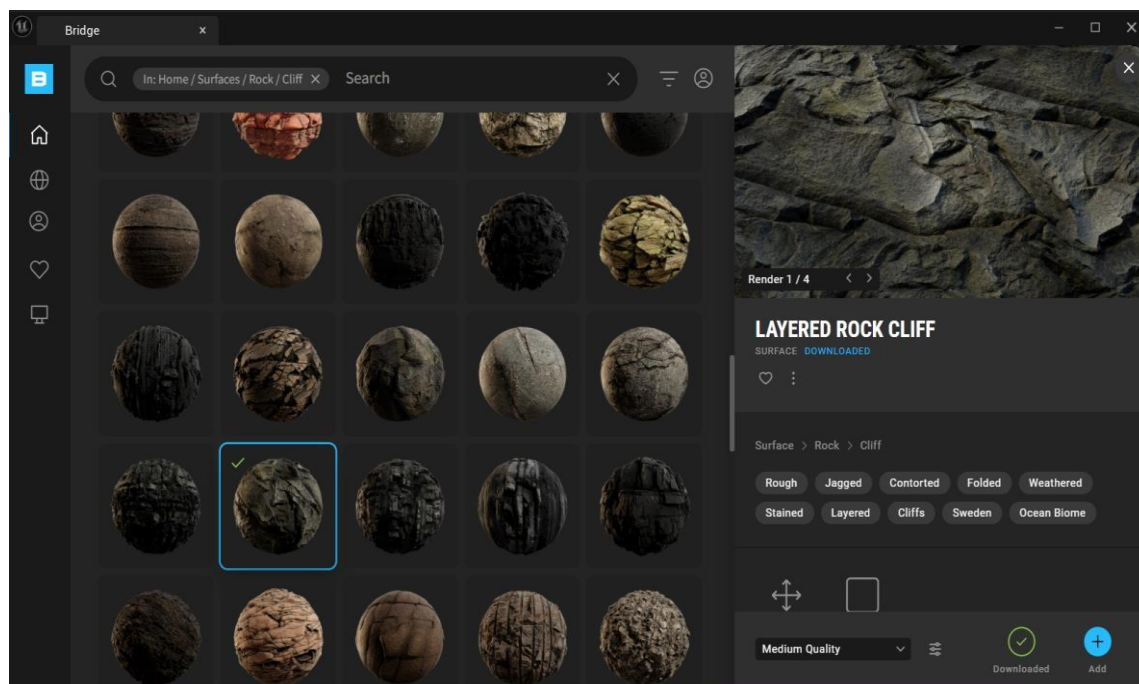 Bridge
In: Home / Surfaces / Rock / Cliff
Search
Render 1 / 4
LAYERED ROCK CLIFF
SURFACE DOWNLOADED
Surface > Rock > Cliff
Rough Jagged Contorted Folded Weathered
Stained Layered Cliffs Sweden Ocean Biome
Medium Quality
Downloaded
Add